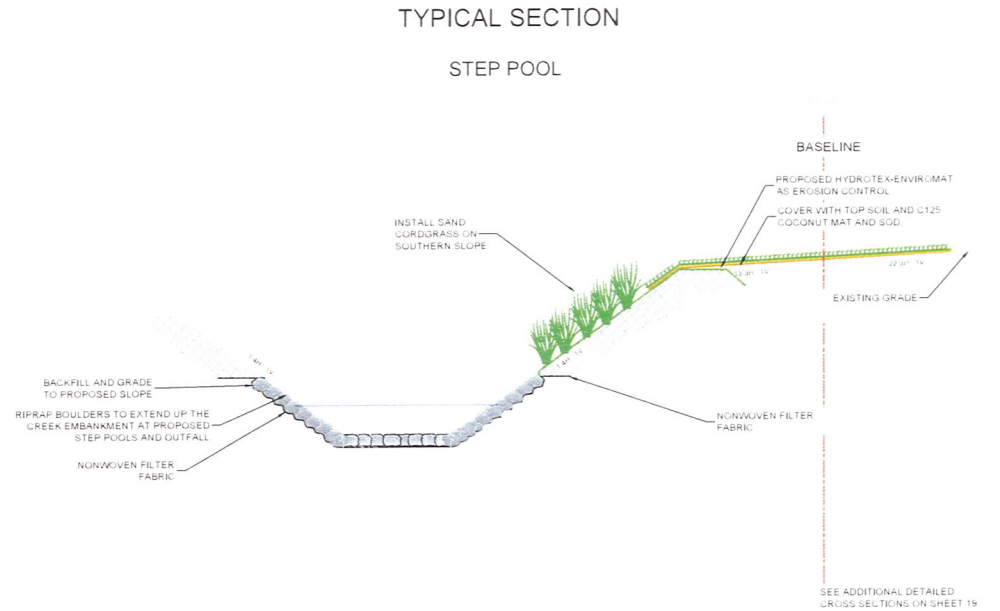 TYPICAL SECTION
STEP POOL
BASELINE
PROPOSED HYDROTEX-ENVIROMAT
AS EROSION CONTROL
COVER WITH TOP SOIL AND C125
COCONUT MAT AND SOD.
INSTALL SAND
CORDGRASS ON
SOUTHERN SLOPE
EXISTING GRADE
BACKFILL AND GRADE
TO PROPOSED SLOPE
RIPRAP BOULDERS TO EXTEND UP THE
CREEK EMBANKMENT AT PROPOSED
STEP POOLS AND OUTFALL
NONWOVEN FILTER
FABRIC
NONWOVEN FILTER
FABRIC
SEE ADDITIONAL DETAILED
CROSS SECTIONS ON SHEET 19